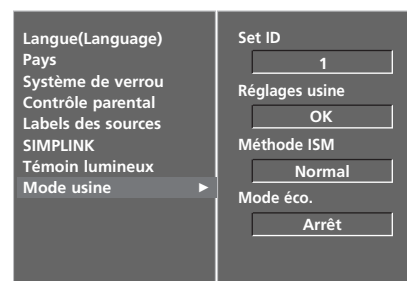 Langue(Language)
Pays
Système de verrou
Contrôle parental
Labels des sources
SIMPLINK
Témoin lumineux
Mode usine ►
Set ID
1
Réglages usine
OK
Méthode ISM
Normal
Mode éco.
Arrêt